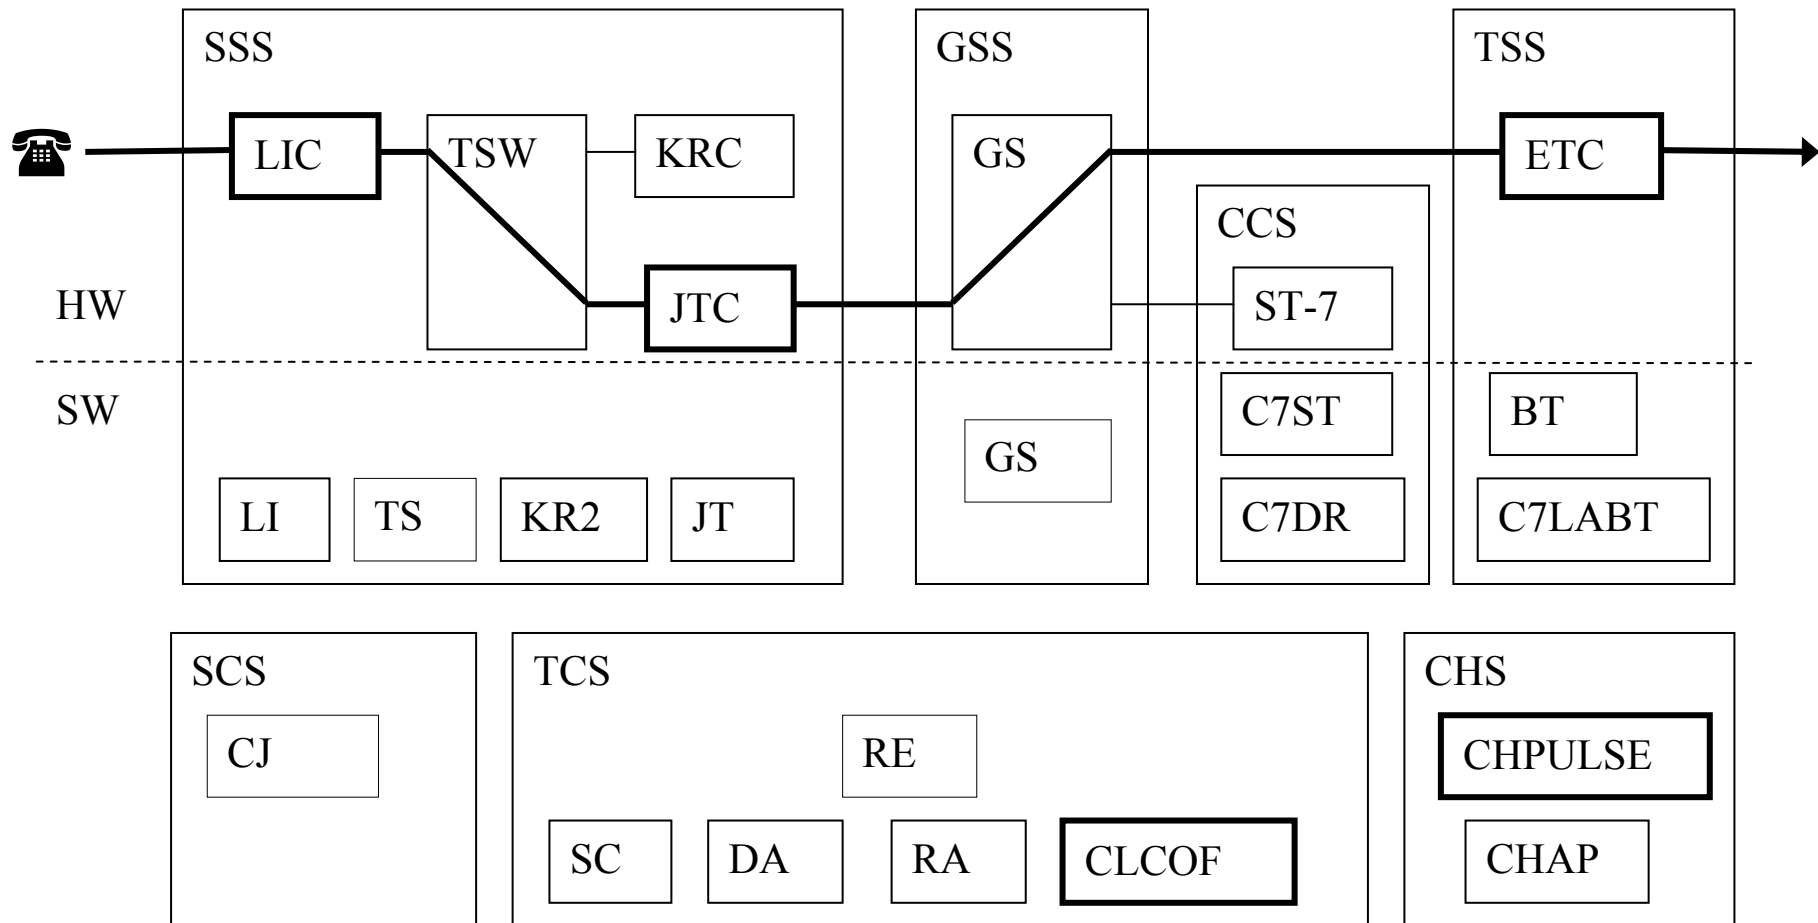 SSS
GSS
TSS
LIC
TSW
KRC
GS
ETC
CCS
HW
JTC
ST-7
SW
C7ST
BT
GS
LI
TS
KR2
JT
C7DR
C7LABT
SCS
TCS
CHS
CJ
RE
CHPULSE
SC
DA
RA
CLCOF
CHAP